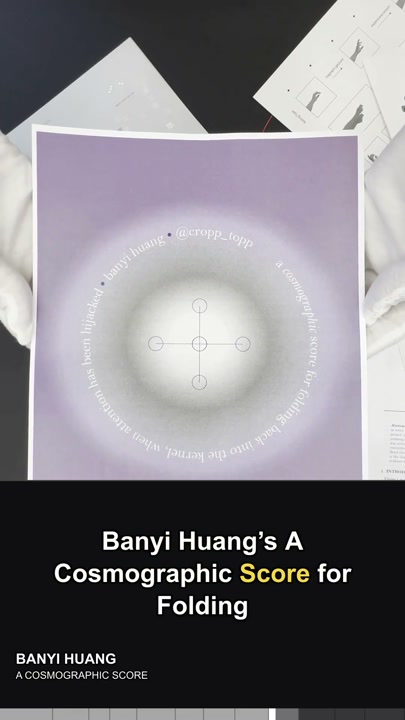 a cosmographic score for folding back into the kernel, when attention has been hijacked • banyi huang • @cropp_topp
Banyi Huang’s A
Cosmographic Score for
Folding
BANYI HUANG
A COSMOGRAPHIC SCORE